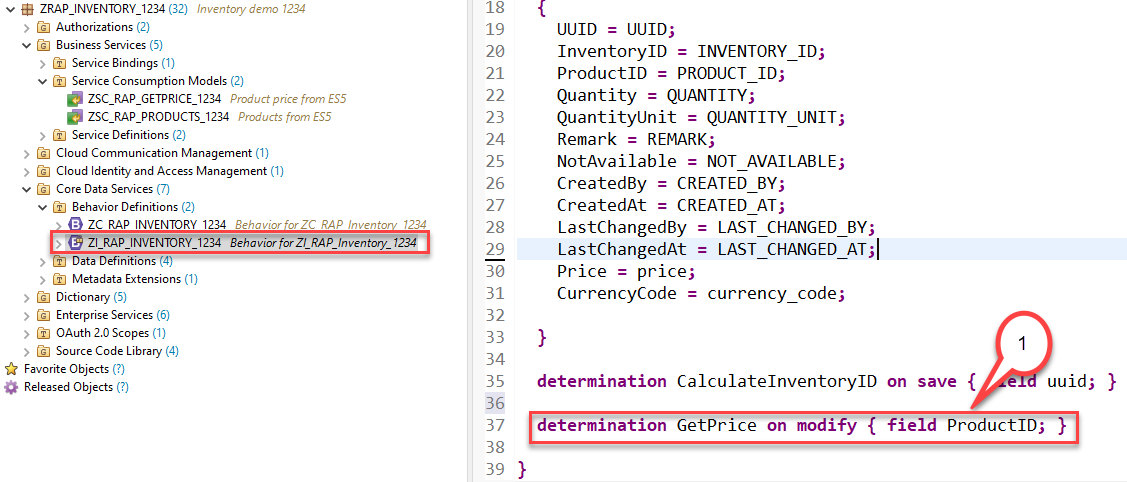 ZRAP_INVENTORY_1234 (32) Inventory demo 1234
Authorizations (2)
Business Services (5)
Service Bindings (1)
Service Consumption Models (2)
ZSC_RAP_GETPRICE_1234 Product price from ES5
ZSC_RAP_PRODUCTS_1234 Products from ES5
Service Definitions (2)
Cloud Communication Management (1)
Cloud Identity and Access Management (1)
Core Data Services (7)
Behavior Definitions (2)
ZC_RAP_INVENTORY_1234 Behavior for ZC_RAP_Inventory_1234
ZI_RAP_INVENTORY_1234 Behavior for ZI_RAP_Inventory_1234
Data Definitions (4)
Metadata Extensions (1)
Dictionary (5)
Enterprise Services (6)
OAuth 2.0 Scopes (1)
Source Code Library (4)
Favorite Objects (?)
Released Objects (?)
18 {
19 UUID = UUID;
20 InventoryID = INVENTORY_ID;
21 ProductID = PRODUCT_ID;
22 Quantity = QUANTITY;
23 QuantityUnit = QUANTITY_UNIT;
24 Remark = REMARK;
25 NotAvailable = NOT_AVAILABLE;
26 CreatedBy = CREATED_BY;
27 CreatedAt = CREATED_AT;
28 LastChangedBy = LAST_CHANGED_BY;
29 LastChangedAt = LAST_CHANGED_AT;
30 Price = price;
31 CurrencyCode = currency_code;
32
33 }
34
35 determination CalculateInventoryID on save { field uuid; }
36
37 determination GetPrice on modify { field ProductID; }
38
39 }
1